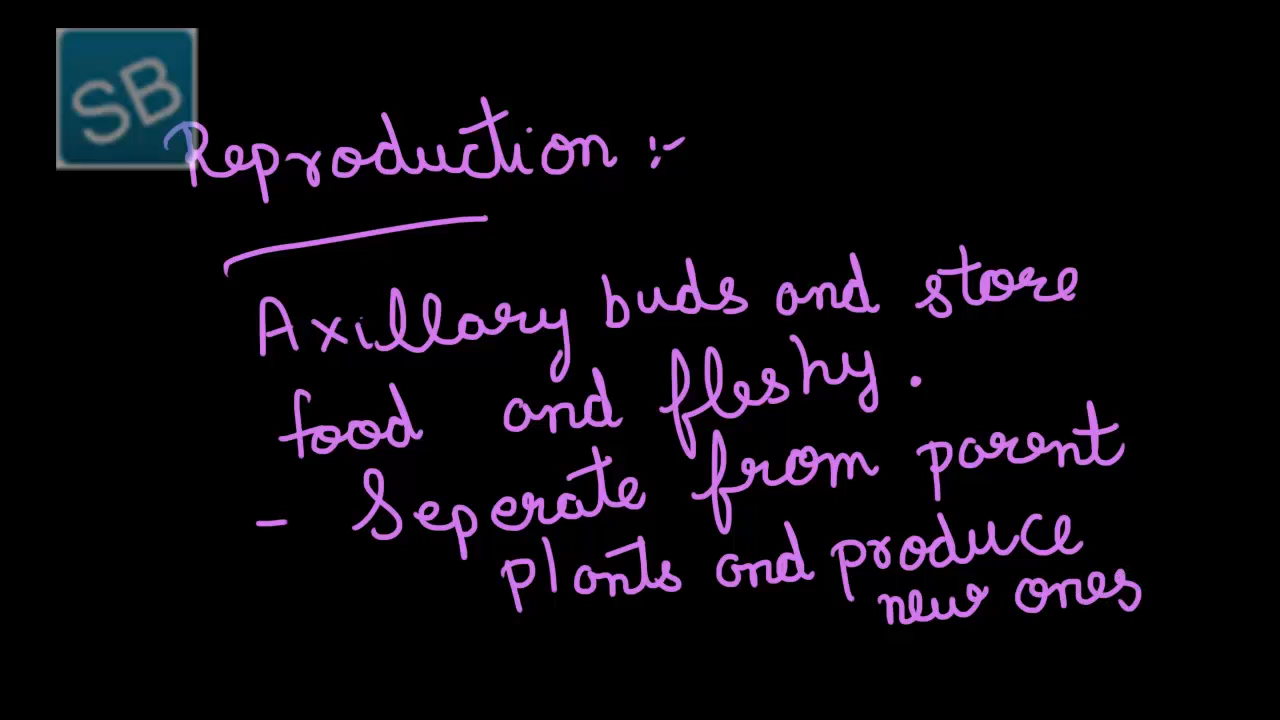 SB
Reproduction :-
Axillary buds and store
food and fleshy.
- Seperate from parent
plants and produce
new ones